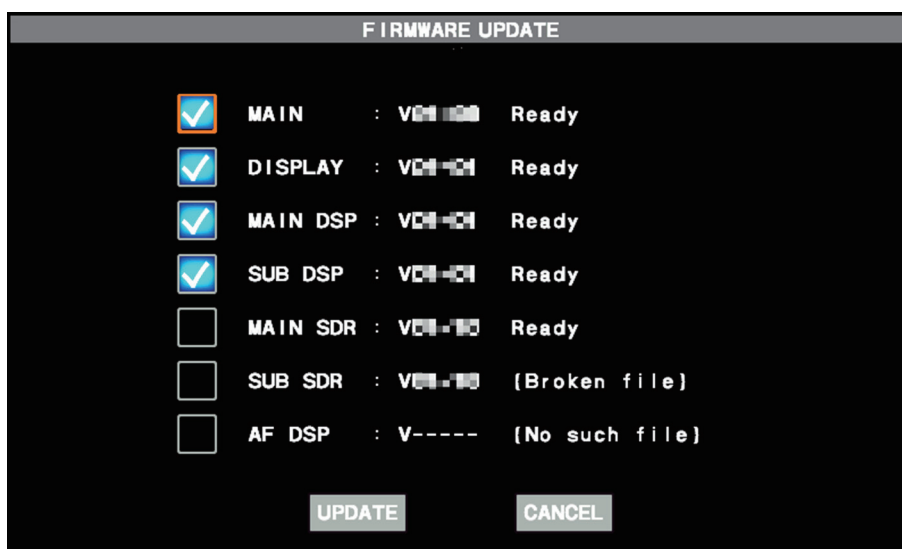 FIRMWARE UPDATE
MAIN : Ready
DISPLAY : Ready
MAIN DSP : Ready
SUB DSP : Ready
MAIN SDR : Ready
SUB SDR : (Broken file)
AF DSP : V----- (No such file)
UPDATE CANCEL